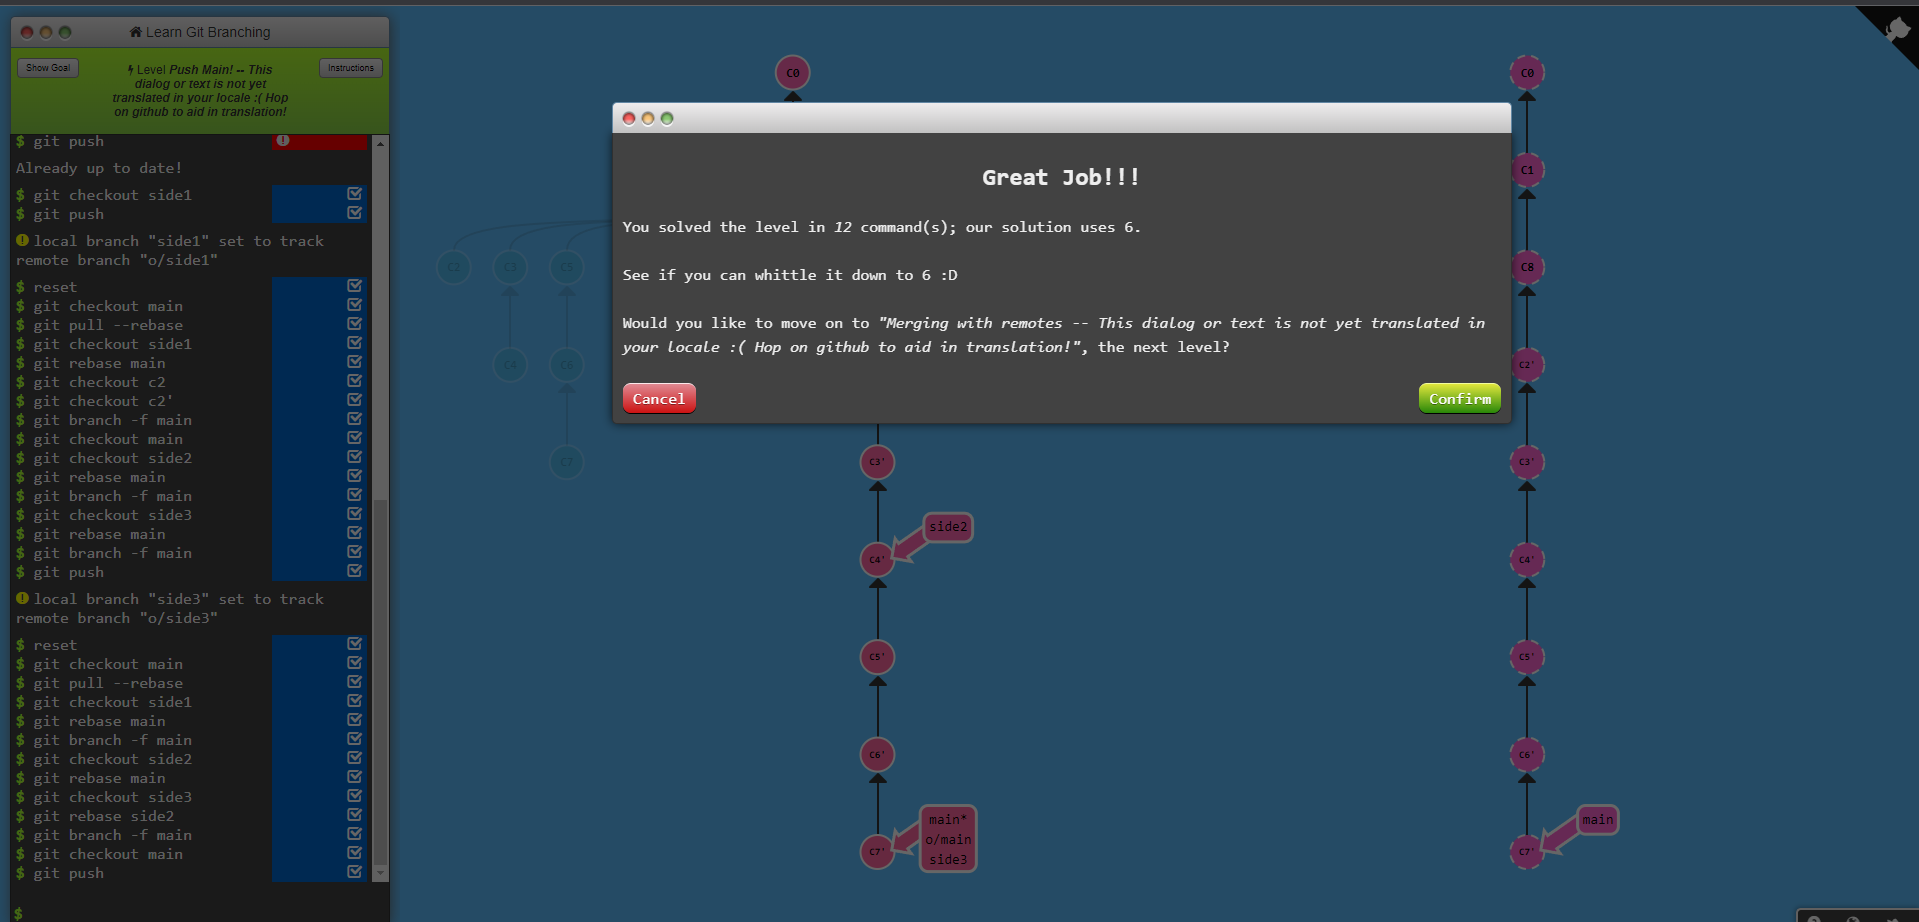 Learn Git Branching
Show Goal
Level Push Main! -- This
dialog or text is not yet
translated in your locale :( Hop
on github to aid in translation!
Instructions
$ git push
Already up to date!
$ git checkout side1
$ git push
local branch "side1" set to track
remote branch "o/side1"
$ reset
$ git checkout main
$ git pull --rebase
$ git checkout side1
$ git rebase main
$ git checkout c2
$ git checkout c2'
$ git branch -f main
$ git checkout main
$ git checkout side2
$ git rebase main
$ git branch -f main
$ git checkout side3
$ git rebase main
$ git branch -f main
$ git push
local branch "side3" set to track
remote branch "o/side3"
$ reset
$ git checkout main
$ git pull --rebase
$ git checkout side1
$ git rebase main
$ git branch -f main
$ git checkout side2
$ git rebase main
$ git checkout side3
$ git rebase side2
$ git branch -f main
$ git checkout main
$ git push
$
C0
C2
C3
C5
C4
C6
C7
Great Job!!!
You solved the level in 12 command(s); our solution uses 6.
See if you can whittle it down to 6 :D
Would you like to move on to "Merging with remotes -- This dialog or text is not yet translated in
your locale :( Hop on github to aid in translation!", the next level?
Cancel
Confirm
C3'
side2
C4'
C5'
C6'
main*
o/main
side3
C7'
C0
C1
C8
C2'
C3'
C4'
C5'
C6'
main
C7'